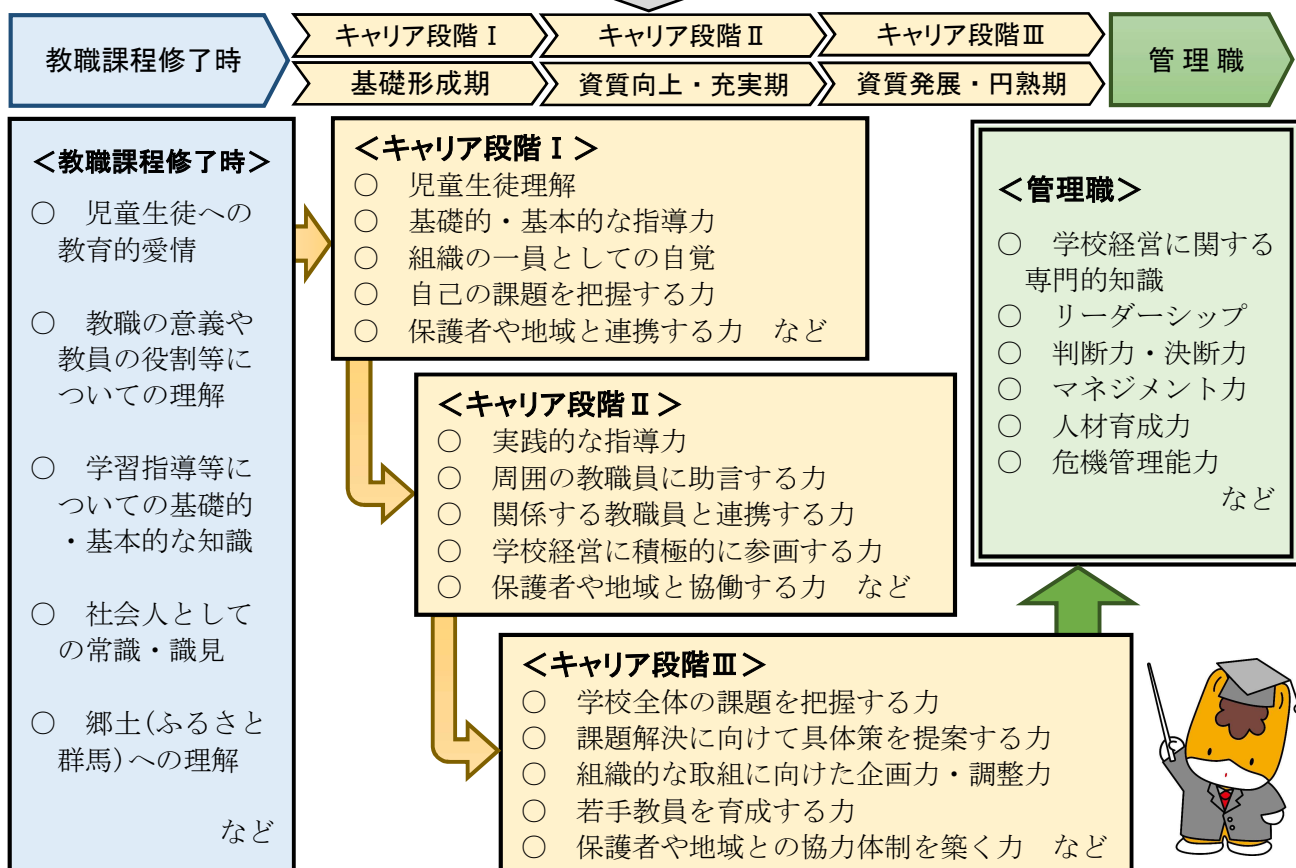 教職課程修了時
キャリア段階Ⅰ
キャリア段階Ⅱ
キャリア段階Ⅲ
管理職
基礎形成期
資質向上・充実期
資質発展・円熟期
＜教職課程修了時＞
○　児童生徒への
教育的愛情
○　教職の意義や
教員の役割等に
ついての理解
○　学習指導等に
ついての基礎的
・基本的な知識
○　社会人として
の常識・識見
○　郷土(ふるさと
群馬)への理解
など
＜キャリア段階Ⅰ＞
○　児童生徒理解
○　基礎的・基本的な指導力
○　組織の一員としての自覚
○　自己の課題を把握する力
○　保護者や地域と連携する力　など
＜キャリア段階Ⅱ＞
○　実践的な指導力
○　周囲の教職員に助言する力
○　関係する教職員と連携する力
○　学校経営に積極的に参画する力
○　保護者や地域と協働する力　など
＜キャリア段階Ⅲ＞
○　学校全体の課題を把握する力
○　課題解決に向けて具体策を提案する力
○　組織的な取組に向けた企画力・調整力
○　若手教員を育成する力
○　保護者や地域との協力体制を築く力　など
＜管理職＞
○　学校経営に関する
専門的知識
○　リーダーシップ
○　判断力・決断力
○　マネジメント力
○　人材育成力
○　危機管理能力
など